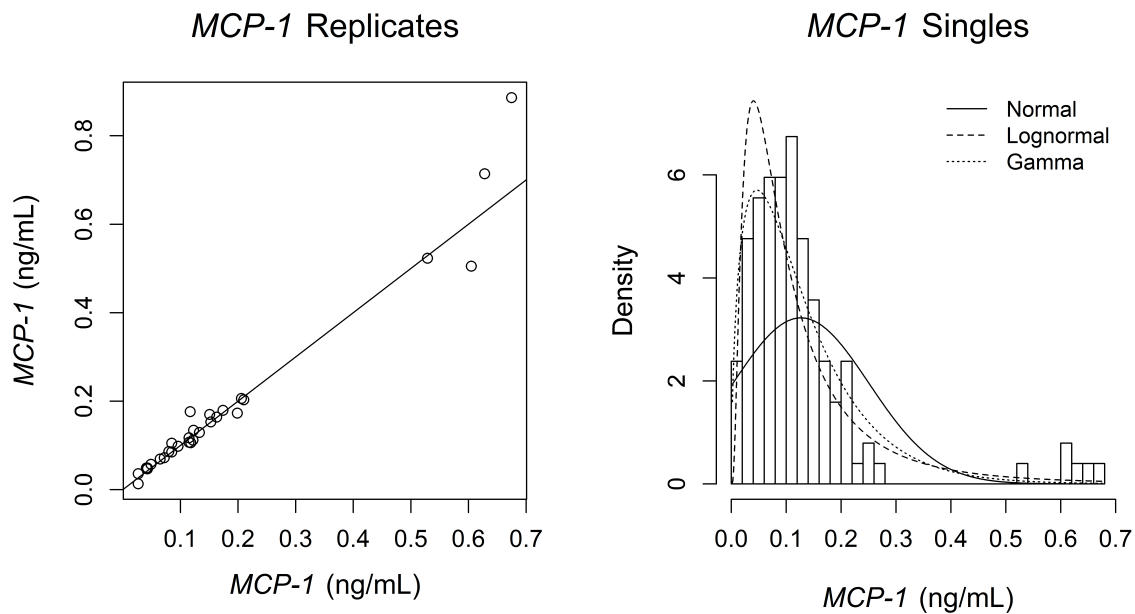 MCP-1 Replicates
0.8
0.6
0.4
0.2
0.0
MCP-1 (ng/mL)
0.1 0.2 0.3 0.4 0.5 0.6 0.7
MCP-1 (ng/mL)
MCP-1 Singles
Normal
Lognormal
Gamma
6
4
2
0
Density
0.0 0.1 0.2 0.3 0.4 0.5 0.6 0.7
MCP-1 (ng/mL)